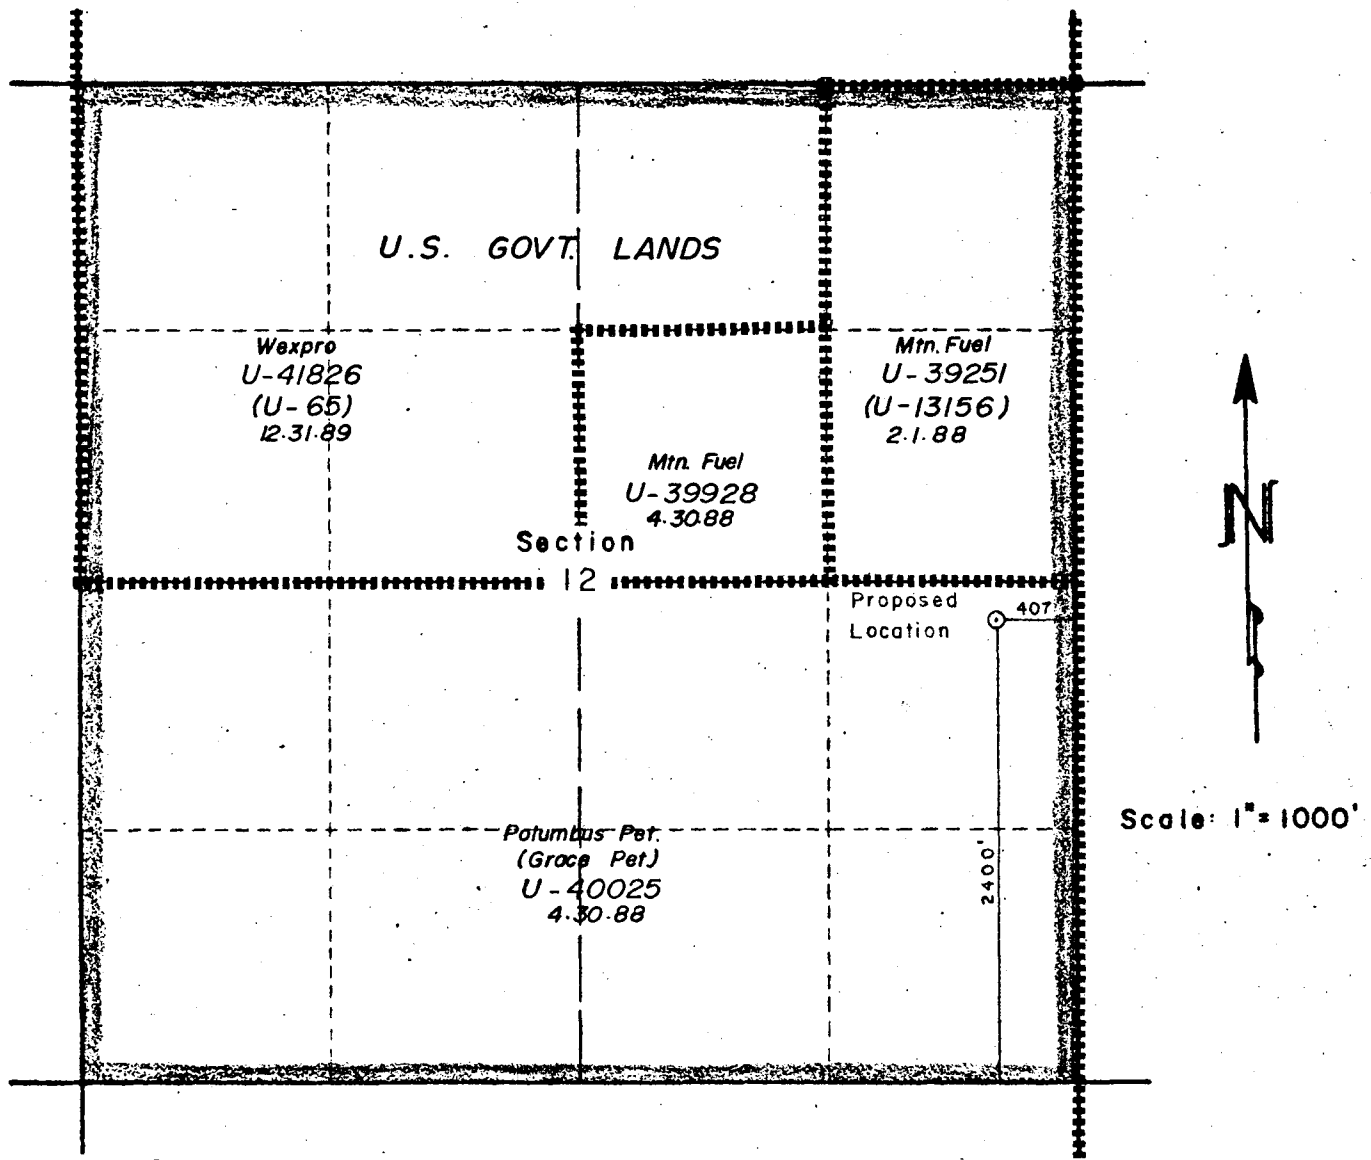 U.S. GOVT. LANDS
Wexpro
U-41826
(U-65)
12.31.89
Mtn. Fuel
U-39251
(U-13156)
2.1.88
Mtn. Fuel
U-39928
4.30.88
Section
12
Proposed
Location
407'
N
Scale: 1"=1000'
2400'
Patumbus Pet.
(Grace Pet)
U-40025
4.30.88